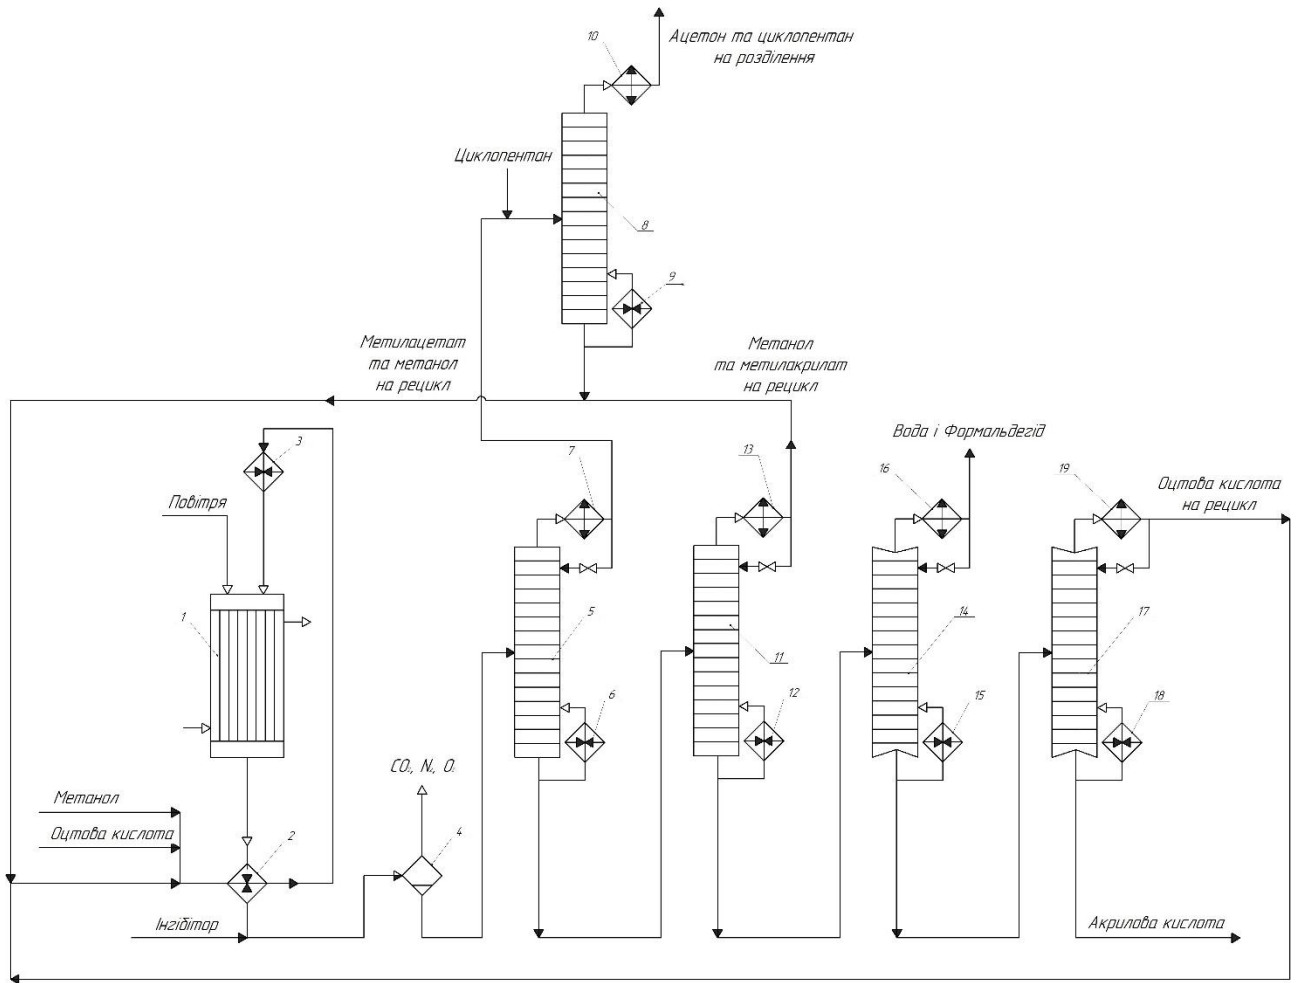 10
Ацетон та циклопентан
на розділення
Циклопентан
8
9
Метилацетат
та метанол
на рецикл
Метанол
та метилакрилат
на рецикл
Вода і Формальдегід
3
7
13
16
19
Оцтова кислота
на рецикл
Повітря
1
5
11
14
17
6
12
15
18
CO₂, N₂, O₂
Метанол
Оцтова кислота
2
4
Інгібітор
Акрилова кислота